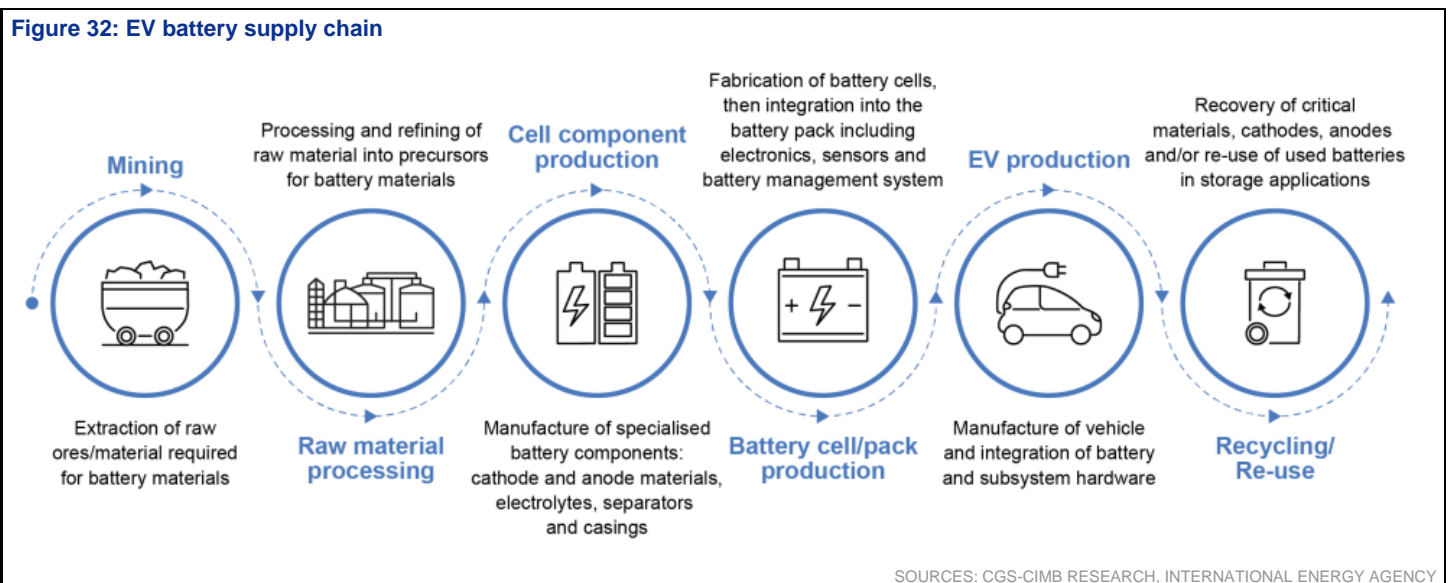 Figure 32: EV battery supply chain
Mining
Extraction of raw
ores/material required
for battery materials
Processing and refining of
raw material into precursors
for battery materials
Raw material
processing
Cell component
production
Manufacture of specialised
battery components:
cathode and anode materials,
electrolytes, separators
and casings
Fabrication of battery cells,
then integration into the
battery pack including
electronics, sensors and
battery management system
Battery cell/pack
production
EV production
Manufacture of vehicle
and integration of battery
and subsystem hardware
Recovery of critical
materials, cathodes, anodes
and/or re-use of used batteries
in storage applications
Recycling/
Re-use
SOURCES: CGS-CIMB RESEARCH, INTERNATIONAL ENERGY AGENCY